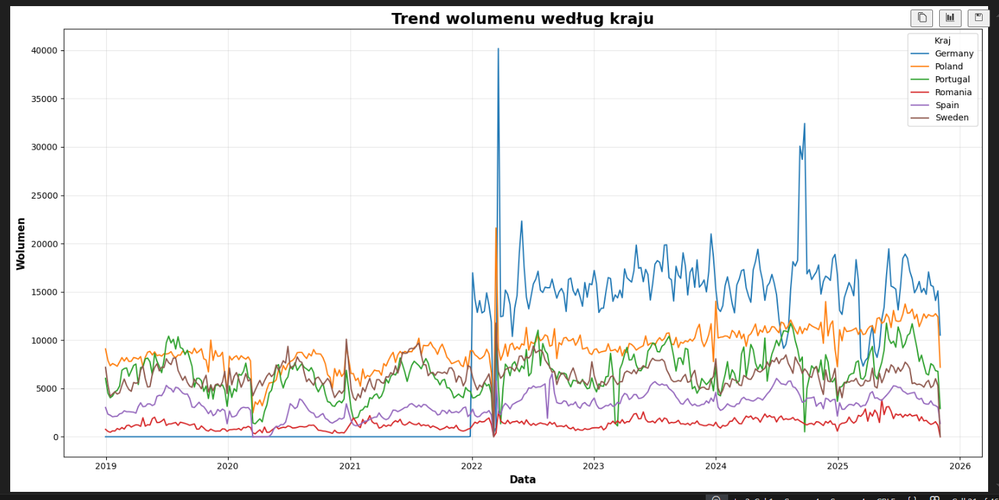 Trend wolumenu według kraju
Kraj
Germany
Poland
Portugal
Romania
Spain
Sweden
Wolumen
40000
35000
30000
25000
20000
15000
10000
5000
0
2019 2020 2021 2022 2023 2024 2025 2026
Data